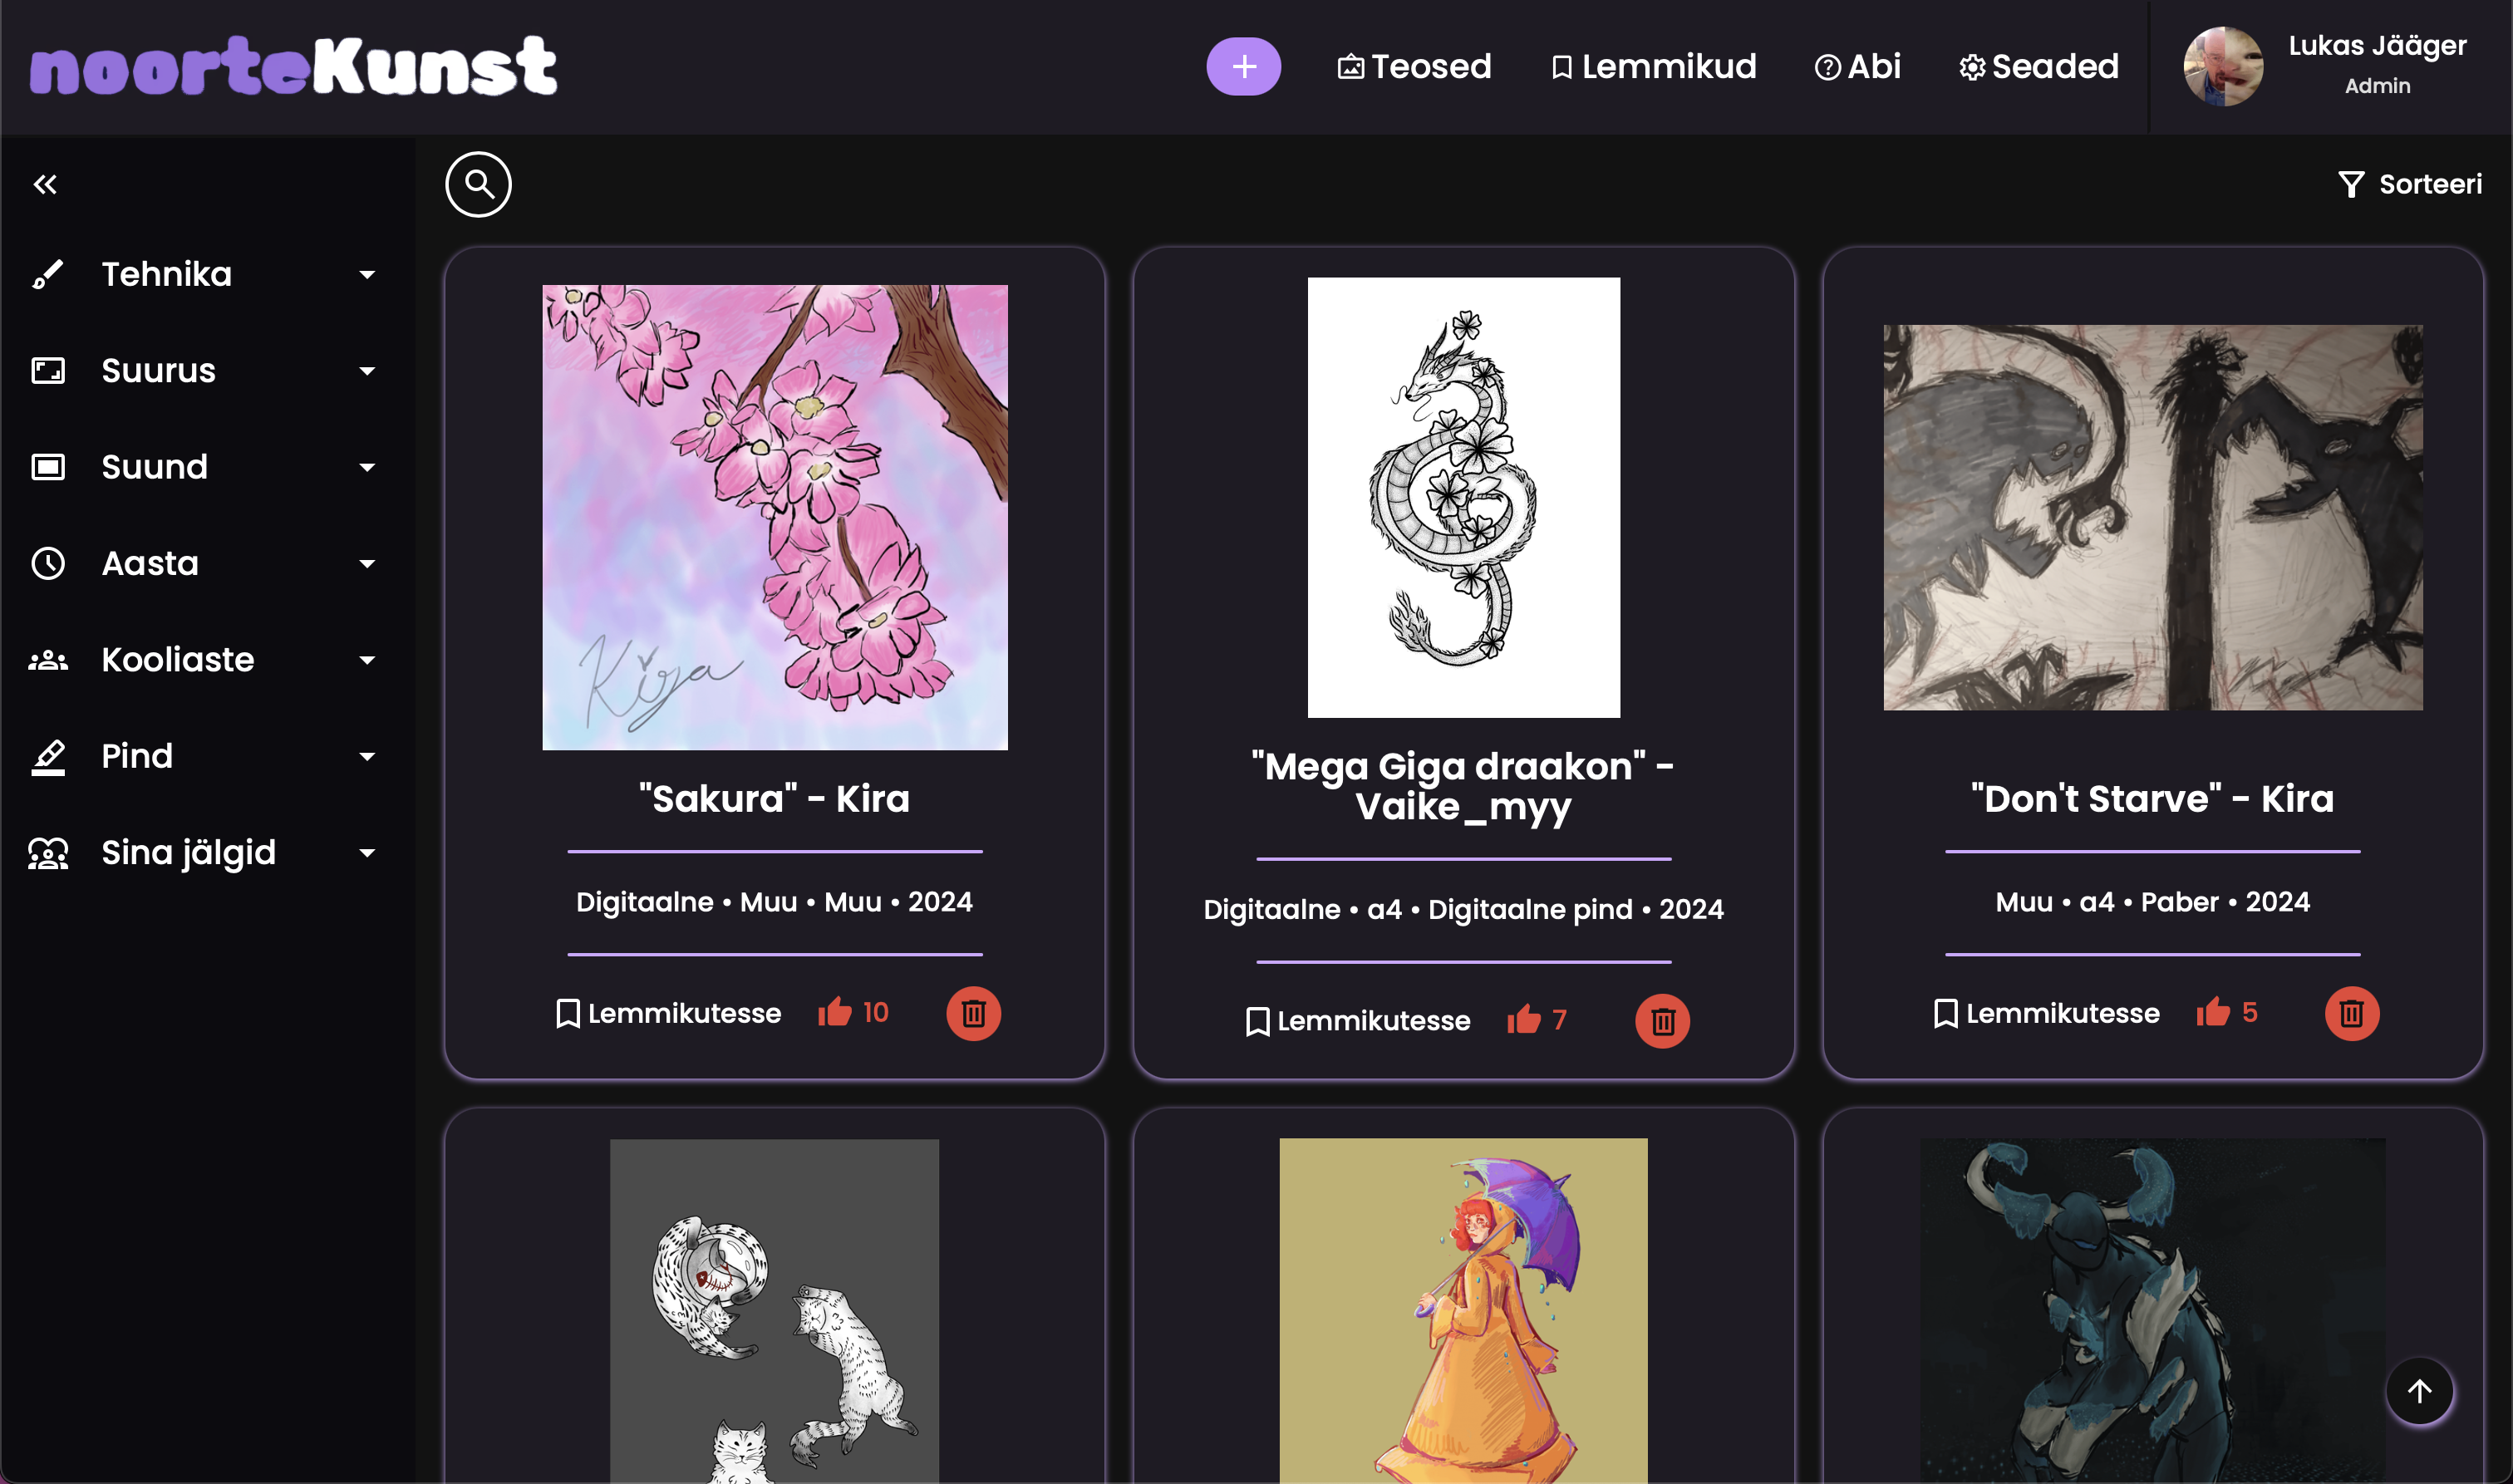 noorteKunst
Teosed
Lemmikud
Abi
Seaded
Lukas Jääger
Admin
Sorteeri
Tehnika
Suurus
Suund
Aasta
Kooliaste
Pind
Sina jälgid
Kira
"Sakura" - Kira
Digitaalne • Muu • Muu • 2024
Lemmikutesse 10
"Mega Giga draakon" -
Vaike_myy
Digitaalne • a4 • Digitaalne pind • 2024
Lemmikutesse 7
"Don't Starve" - Kira
Muu • a4 • Paber • 2024
Lemmikutesse 5